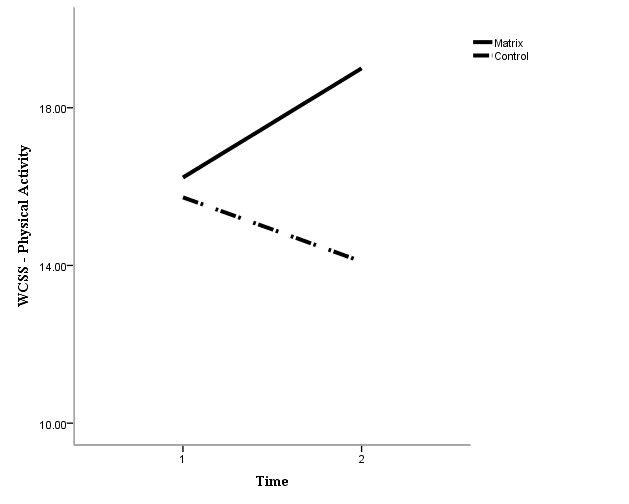 Matrix
Control
18.00
14.00
10.00
WCSS - Physical Activity
1
2
Time